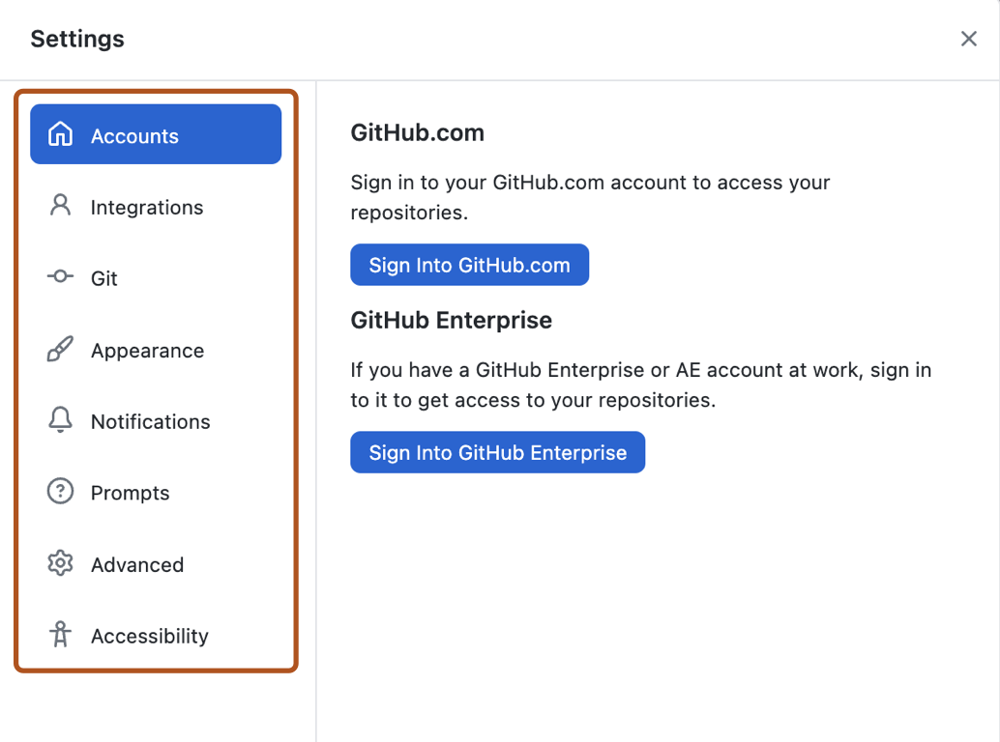 Settings
Accounts
Integrations
Git
Appearance
Notifications
Prompts
Advanced
Accessibility
GitHub.com
Sign in to your GitHub.com account to access your
repositories.
Sign Into GitHub.com
GitHub Enterprise
If you have a GitHub Enterprise or AE account at work, sign in
to it to get access to your repositories.
Sign Into GitHub Enterprise